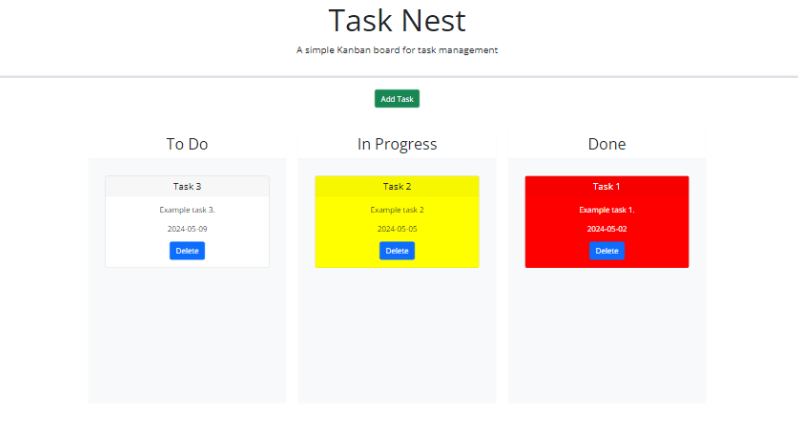 Task Nest
A simple Kanban board for task management
Add Task
To Do
Task 3
Example task 3.
2024-05-09
Delete
In Progress
Task 2
Example task 2
2024-05-05
Delete
Done
Task 1
Example task 1.
2024-05-02
Delete